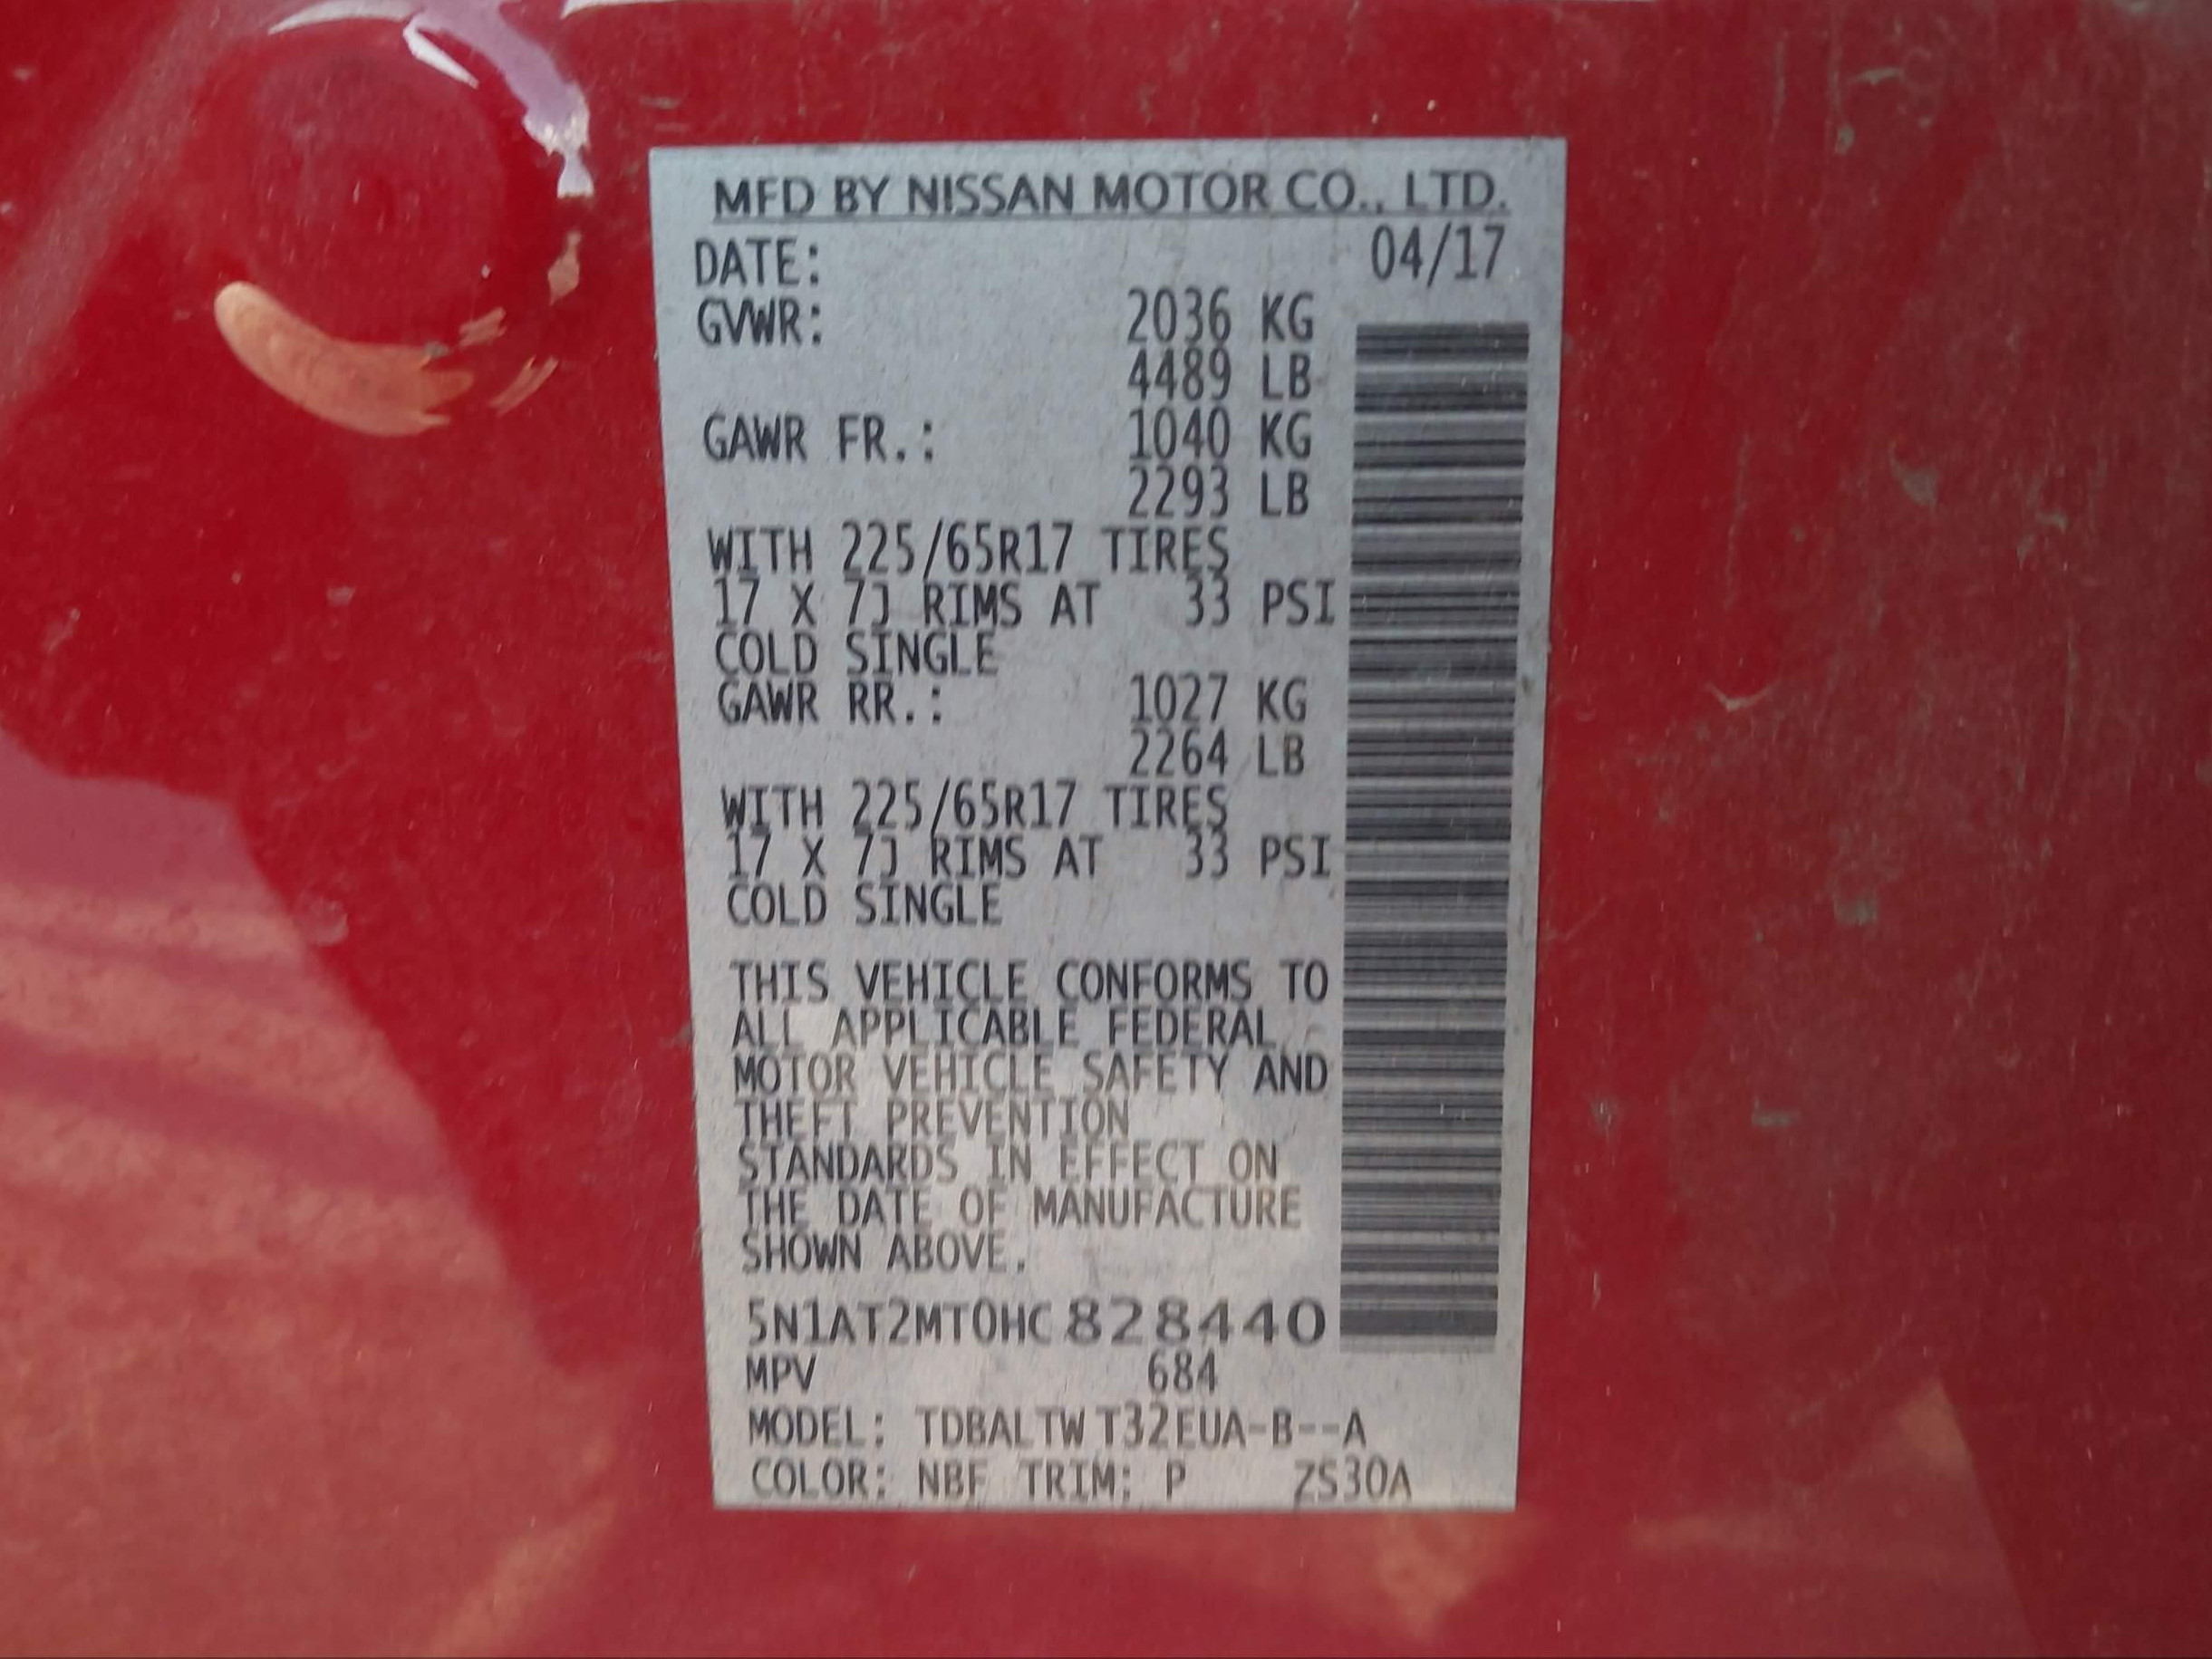 MFD BY NISSAN MOTOR CO., LTD.
DATE: 04/17
GVWR: 2036 KG
4489 LB
GAWR FR.: 1040 KG
2293 LB
WITH 225/65R17 TIRES
17 X 7J RIMS AT 33 PSI
COLD SINGLE
GAWR RR.: 1027 KG
2264 LB
WITH 225/65R17 TIRES
17 X 7J RIMS AT 33 PSI
COLD SINGLE
THIS VEHICLE CONFORMS TO
ALL APPLICABLE FEDERAL
MOTOR VEHICLE SAFETY AND
THEFT PREVENTION
STANDARDS IN EFFECT ON
THE DATE OF MANUFACTURE
SHOWN ABOVE.
5N1AT2MT0HC828440
MPV 684
MODEL: TDBALTW T32EUA-B--A
COLOR: NBF TRIM: P ZS30A